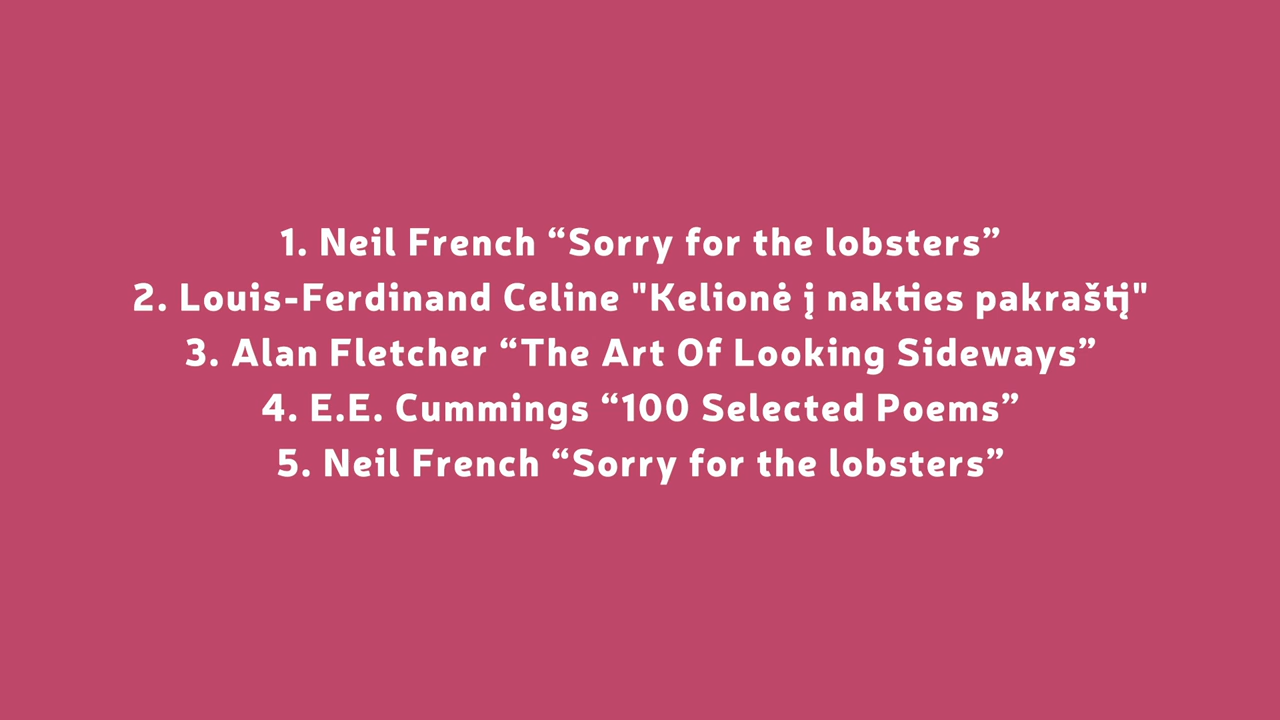 1. Neil French “Sorry for the lobsters”
2. Louis-Ferdinand Celine "Kelionė į nakties pakraštį"
3. Alan Fletcher “The Art Of Looking Sideways”
4. E.E. Cummings “100 Selected Poems”
5. Neil French “Sorry for the lobsters”